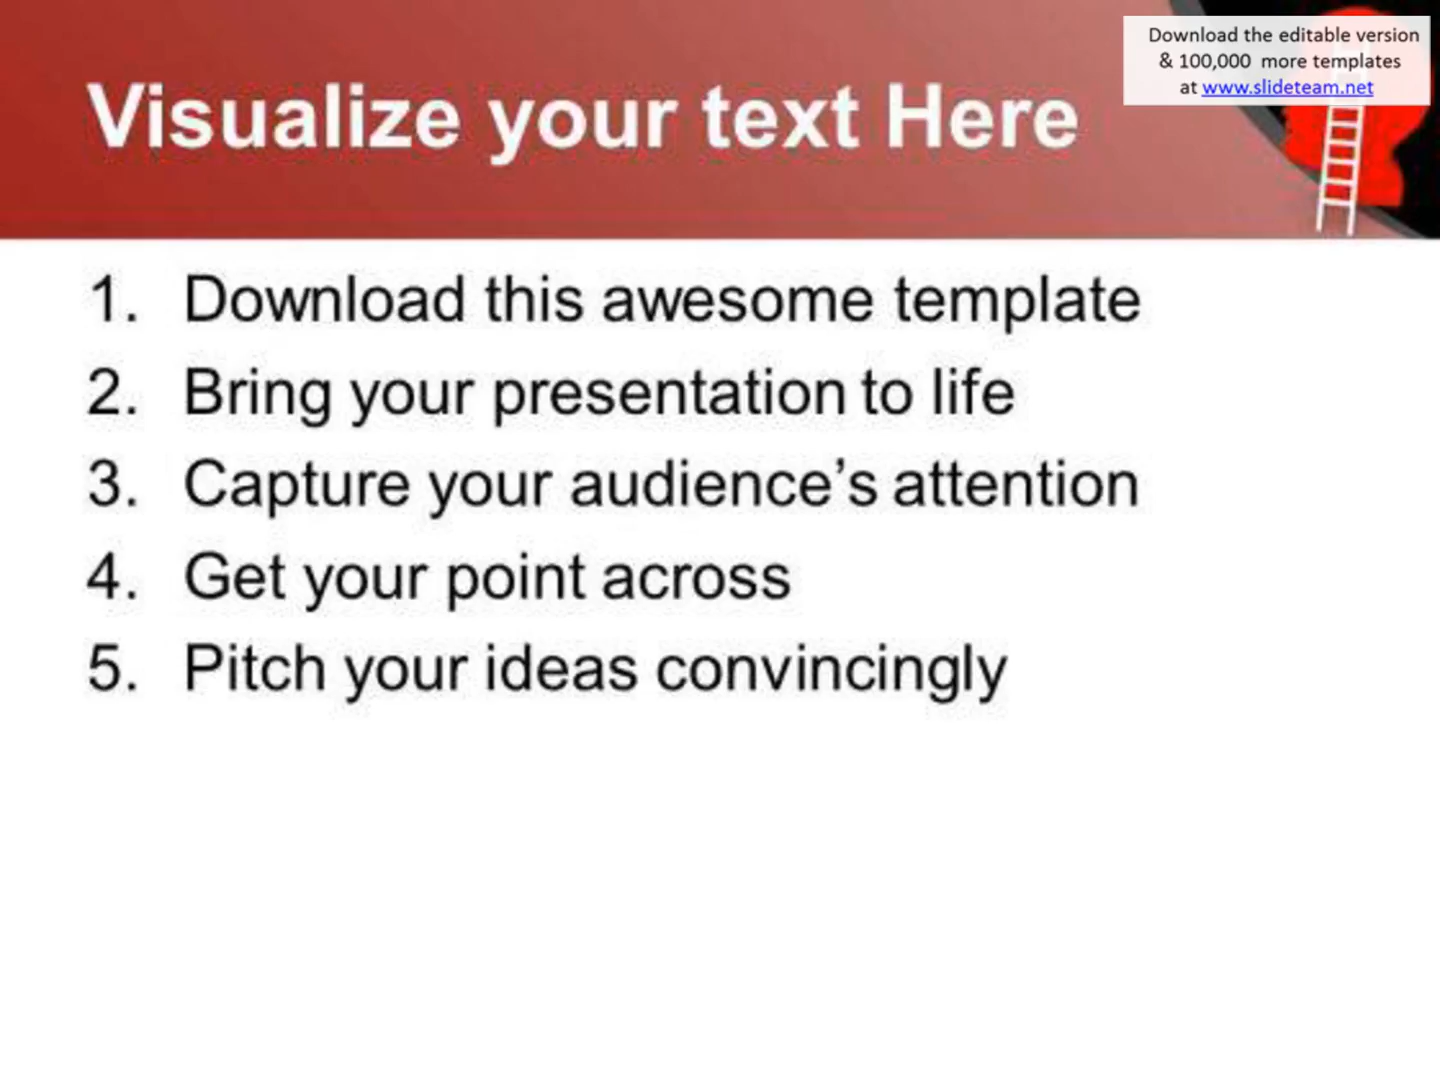 Download the editable version
& 100,000 more templates
at www.slideteam.net
Visualize your text Here
1. Download this awesome template
2. Bring your presentation to life
3. Capture your audience’s attention
4. Get your point across
5. Pitch your ideas convincingly